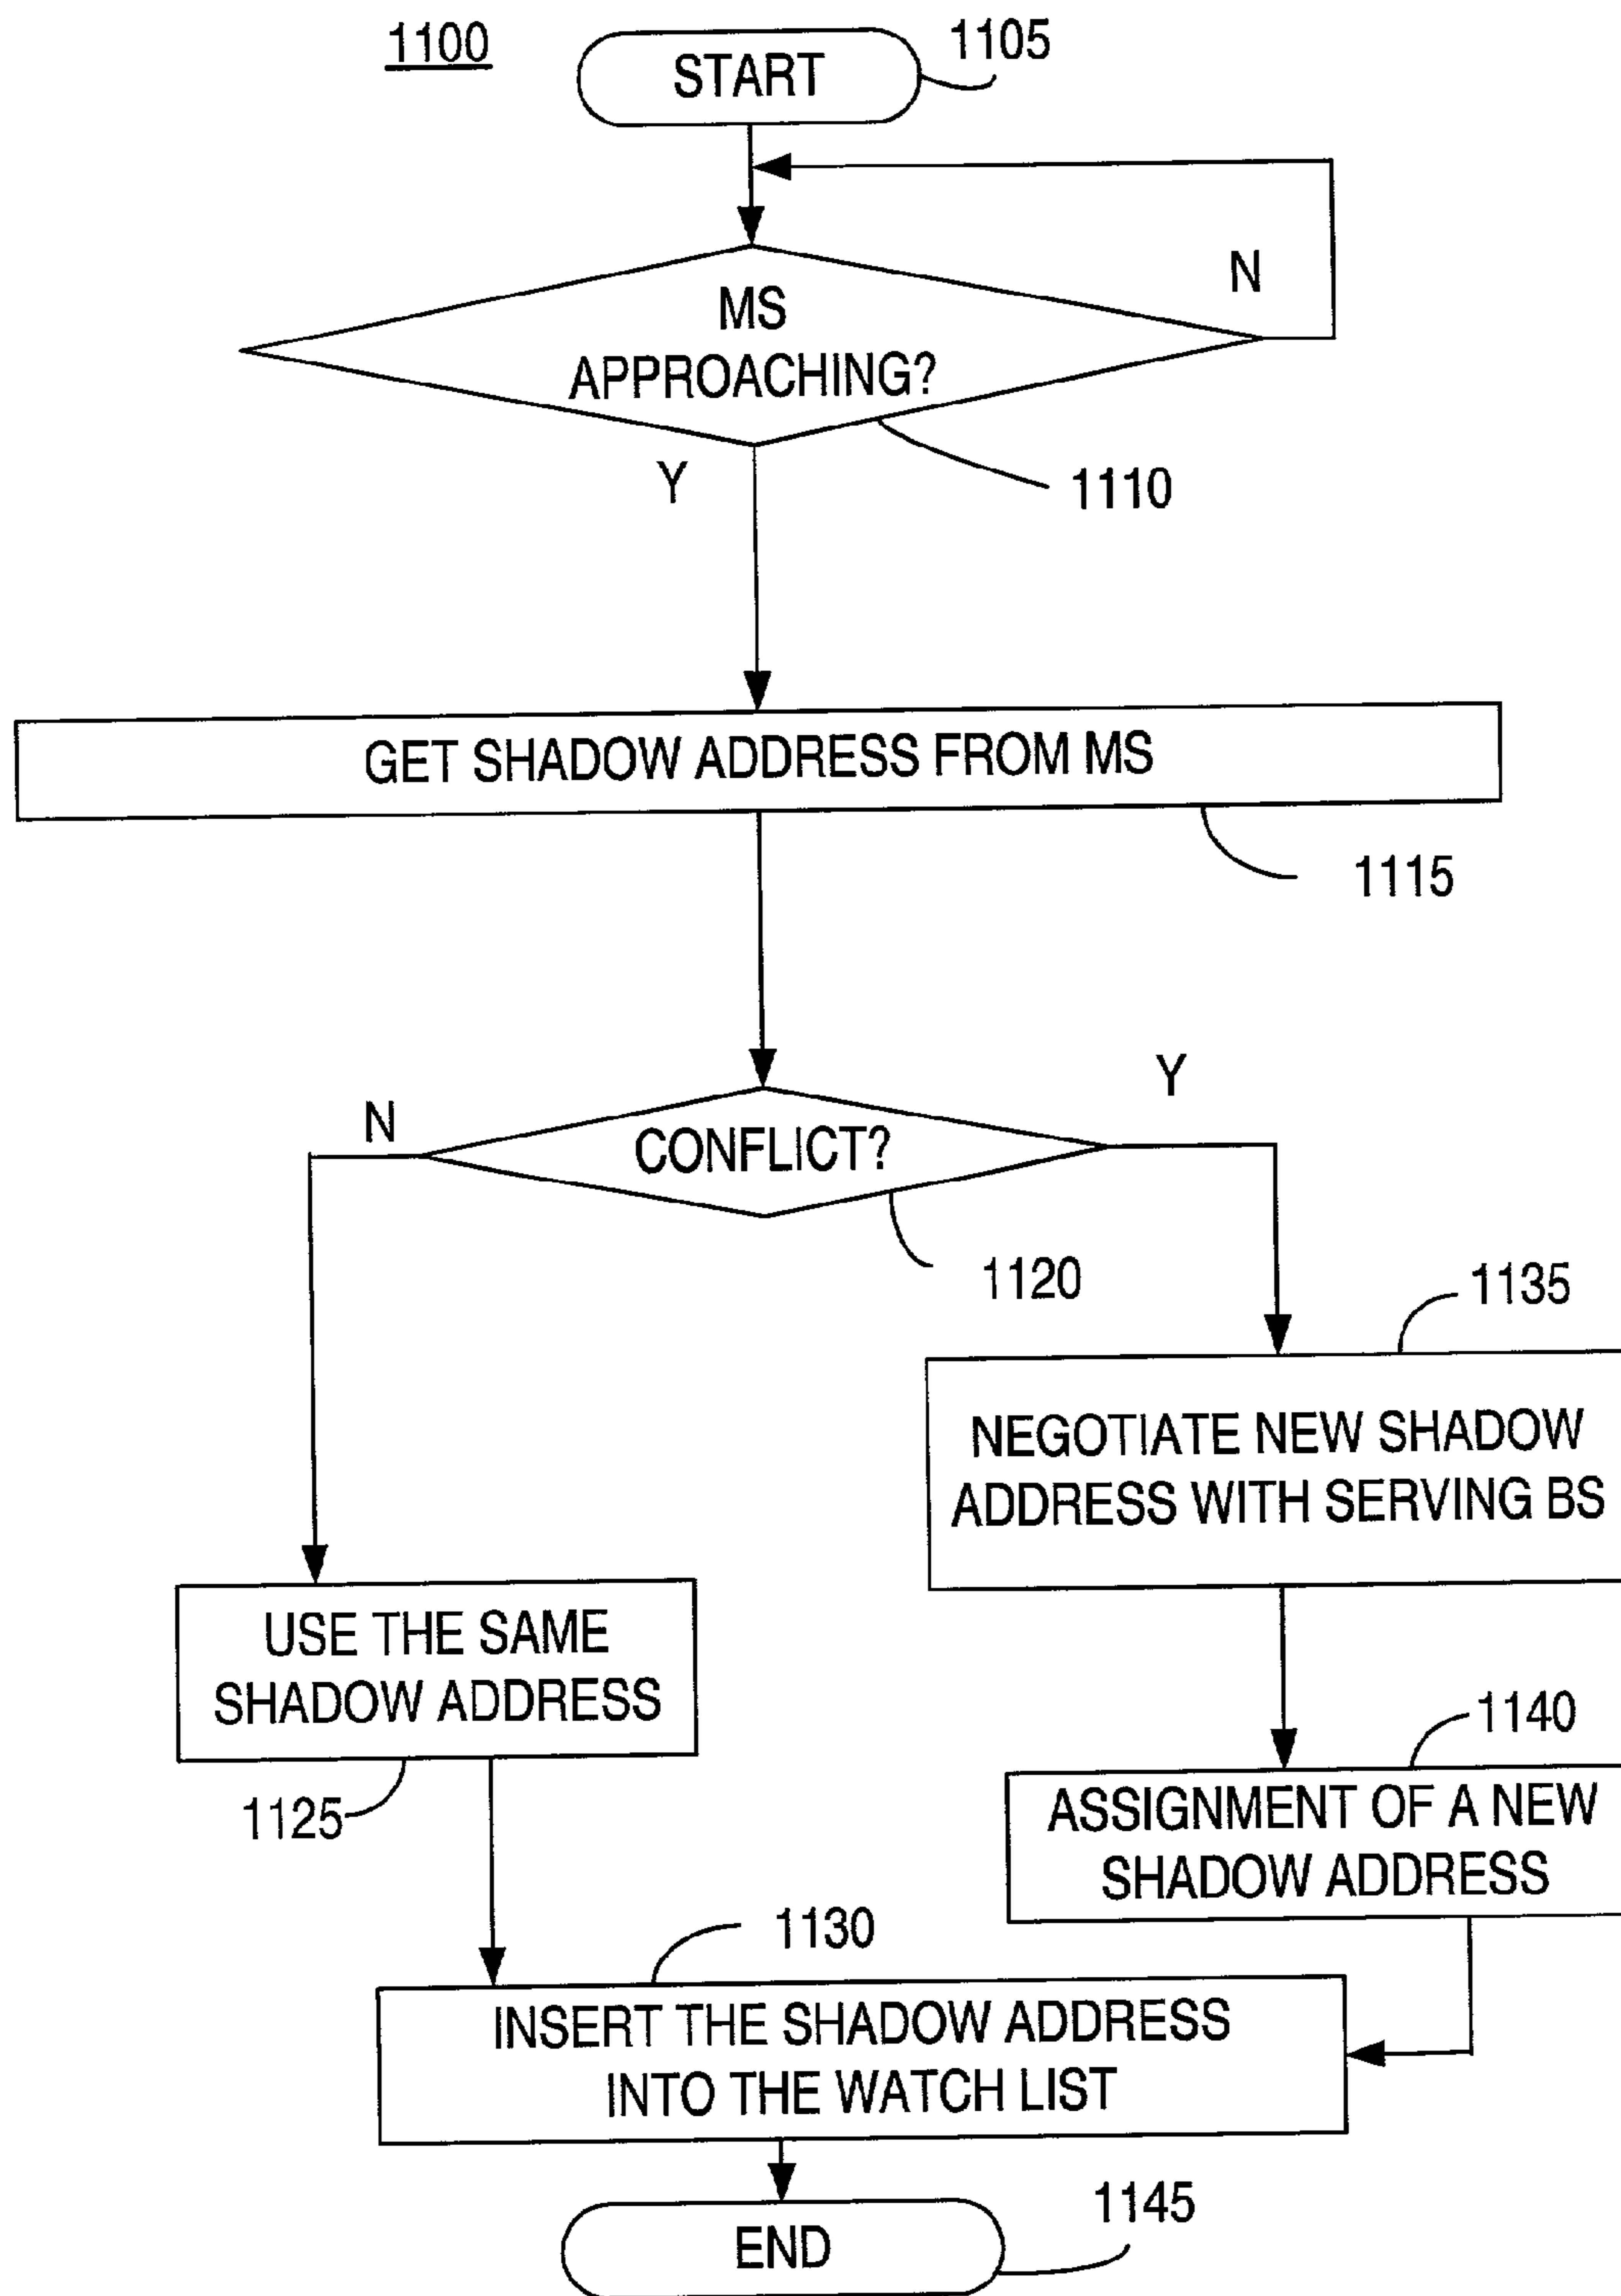 1100
START
1105
MS
APPROACHING?
N
Y
1110
GET SHADOW ADDRESS FROM MS
1115
CONFLICT?
N
Y
1120
1135
NEGOTIATE NEW SHADOW
ADDRESS WITH SERVING BS
USE THE SAME
SHADOW ADDRESS
1125
1140
ASSIGNMENT OF A NEW
SHADOW ADDRESS
1130
INSERT THE SHADOW ADDRESS
INTO THE WATCH LIST
END
1145